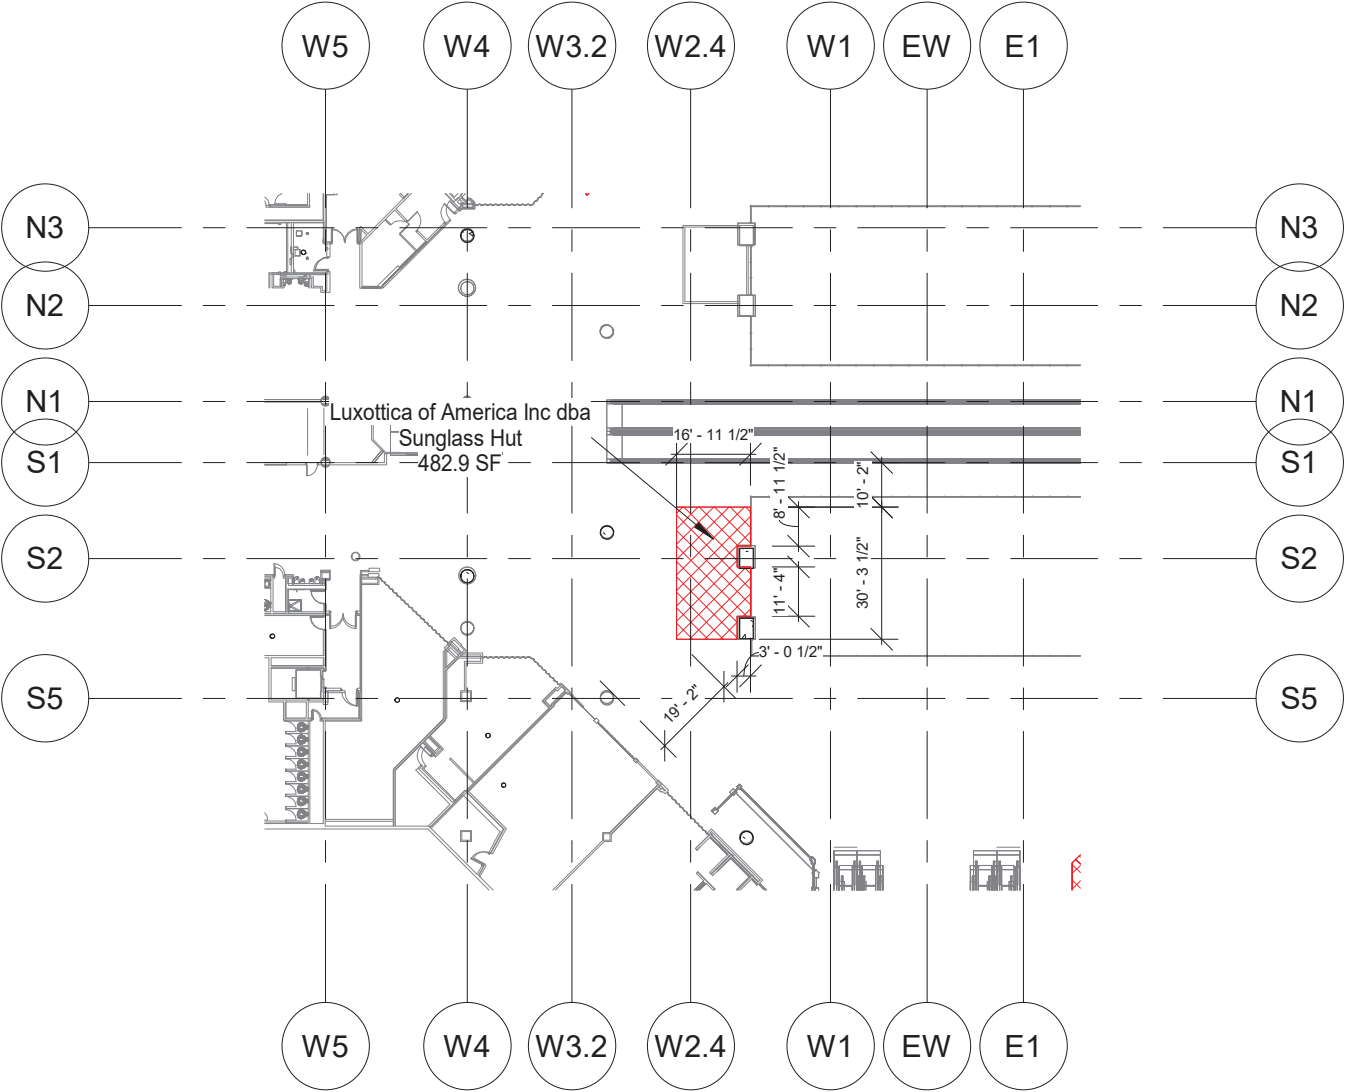 W5 W4 W3.2 W2.4 W1 EW E1
N3 N3
N2 N2
N1 N1
Luxottica of America Inc dba
Sunglass Hut
482.9 SF
16' - 11 1/2"
S1 S1
8' - 11 1/2"
10' - 2"
S2 S2
11' - 4"
30' - 3 1/2"
3' - 0 1/2"
19' - 2"
S5 S5
W5 W4 W3.2 W2.4 W1 EW E1